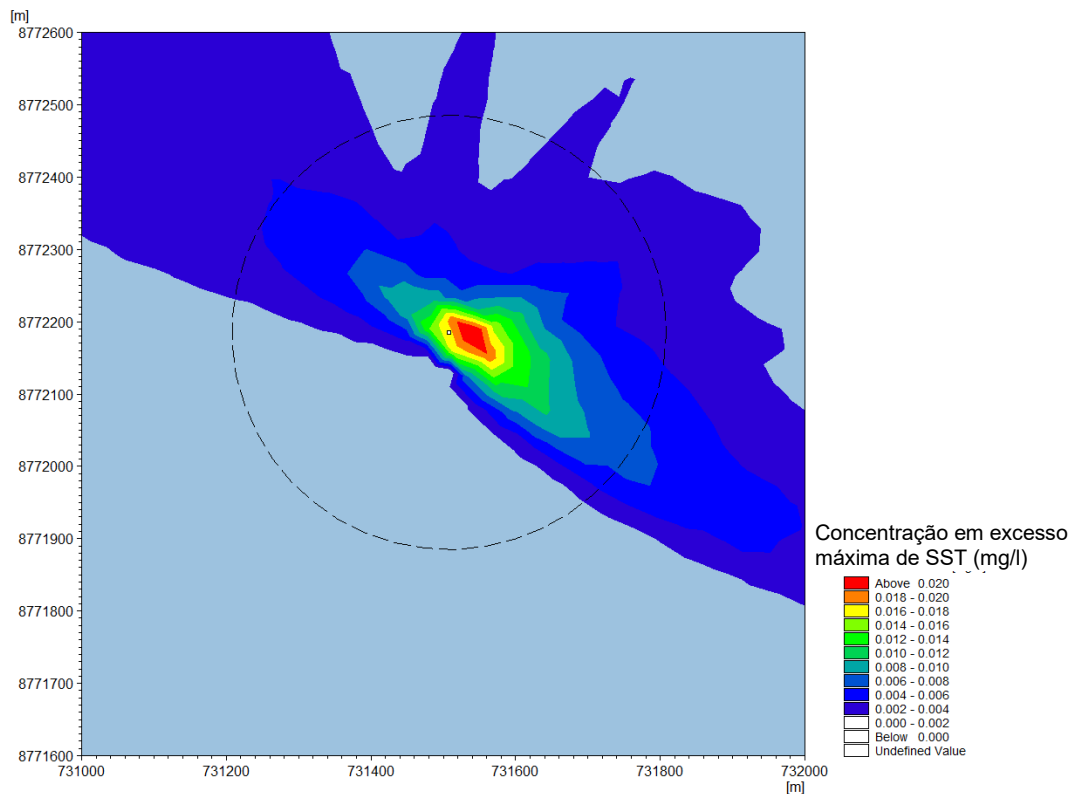 [m]
8772600
8772500
8772400
8772300
8772200
8772100
8772000
8771900
8771800
8771700
8771600
731000
731200
731400
731600
731800
732000
[m]
Concentração em excesso
máxima de SST (mg/l)
Above 0.020
0.018 - 0.020
0.016 - 0.018
0.014 - 0.016
0.012 - 0.014
0.010 - 0.012
0.008 - 0.010
0.006 - 0.008
0.004 - 0.006
0.002 - 0.004
0.000 - 0.002
Below 0.000
Undefined Value